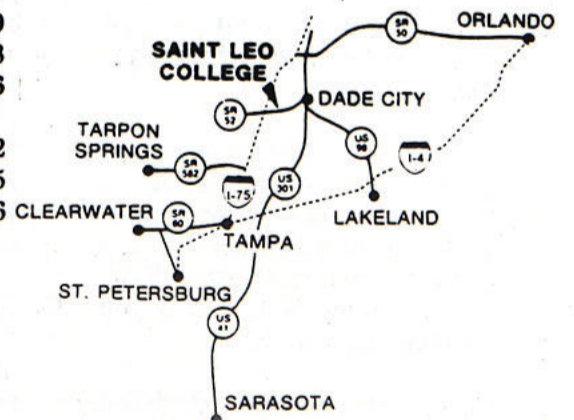 ORLANDO
SR
50
SAINT LEO
COLLEGE
DADE CITY
SR
52
TARPON
SPRINGS
US
98
I-4
SR
582
I-75
US
301
CLEARWATER
SR
60
LAKELAND
TAMPA
ST. PETERSBURG
US
41
SARASOTA